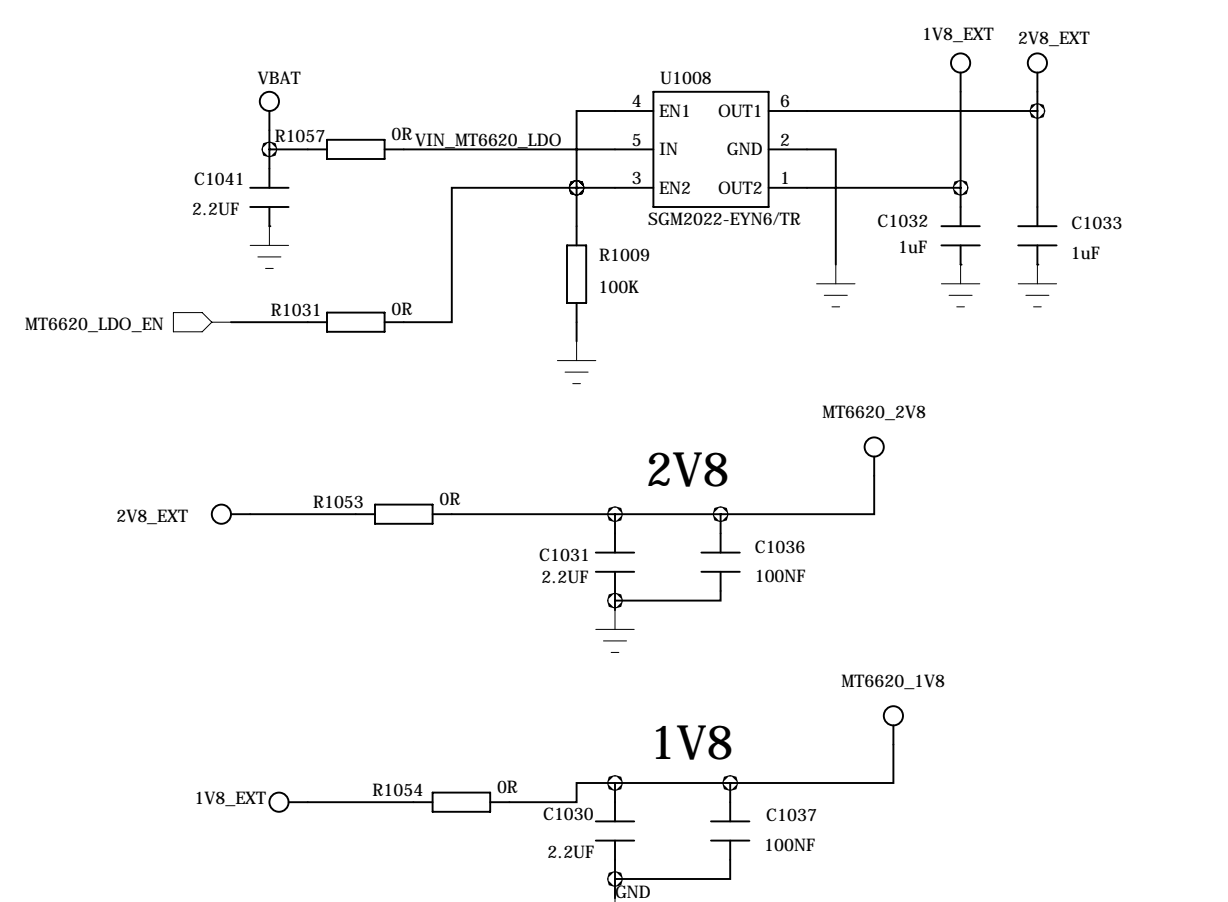 1V8_EXT 2V8_EXT
VBAT
U1008
4 EN1 OUT1 6
R1057 0R VIN_MT6620_LDO 5 IN GND 2
3 EN2 OUT2 1
C1041
2.2UF
SGM2022-EYN6/TR
C1032
1uF
C1033
1uF
R1009
100K
MT6620_LDO_EN R1031 0R
MT6620_2V8
2V8
2V8_EXT R1053 0R
C1031
2.2UF
C1036
100NF
MT6620_1V8
1V8
1V8_EXT R1054 0R
C1030
2.2UF
C1037
100NF
GND